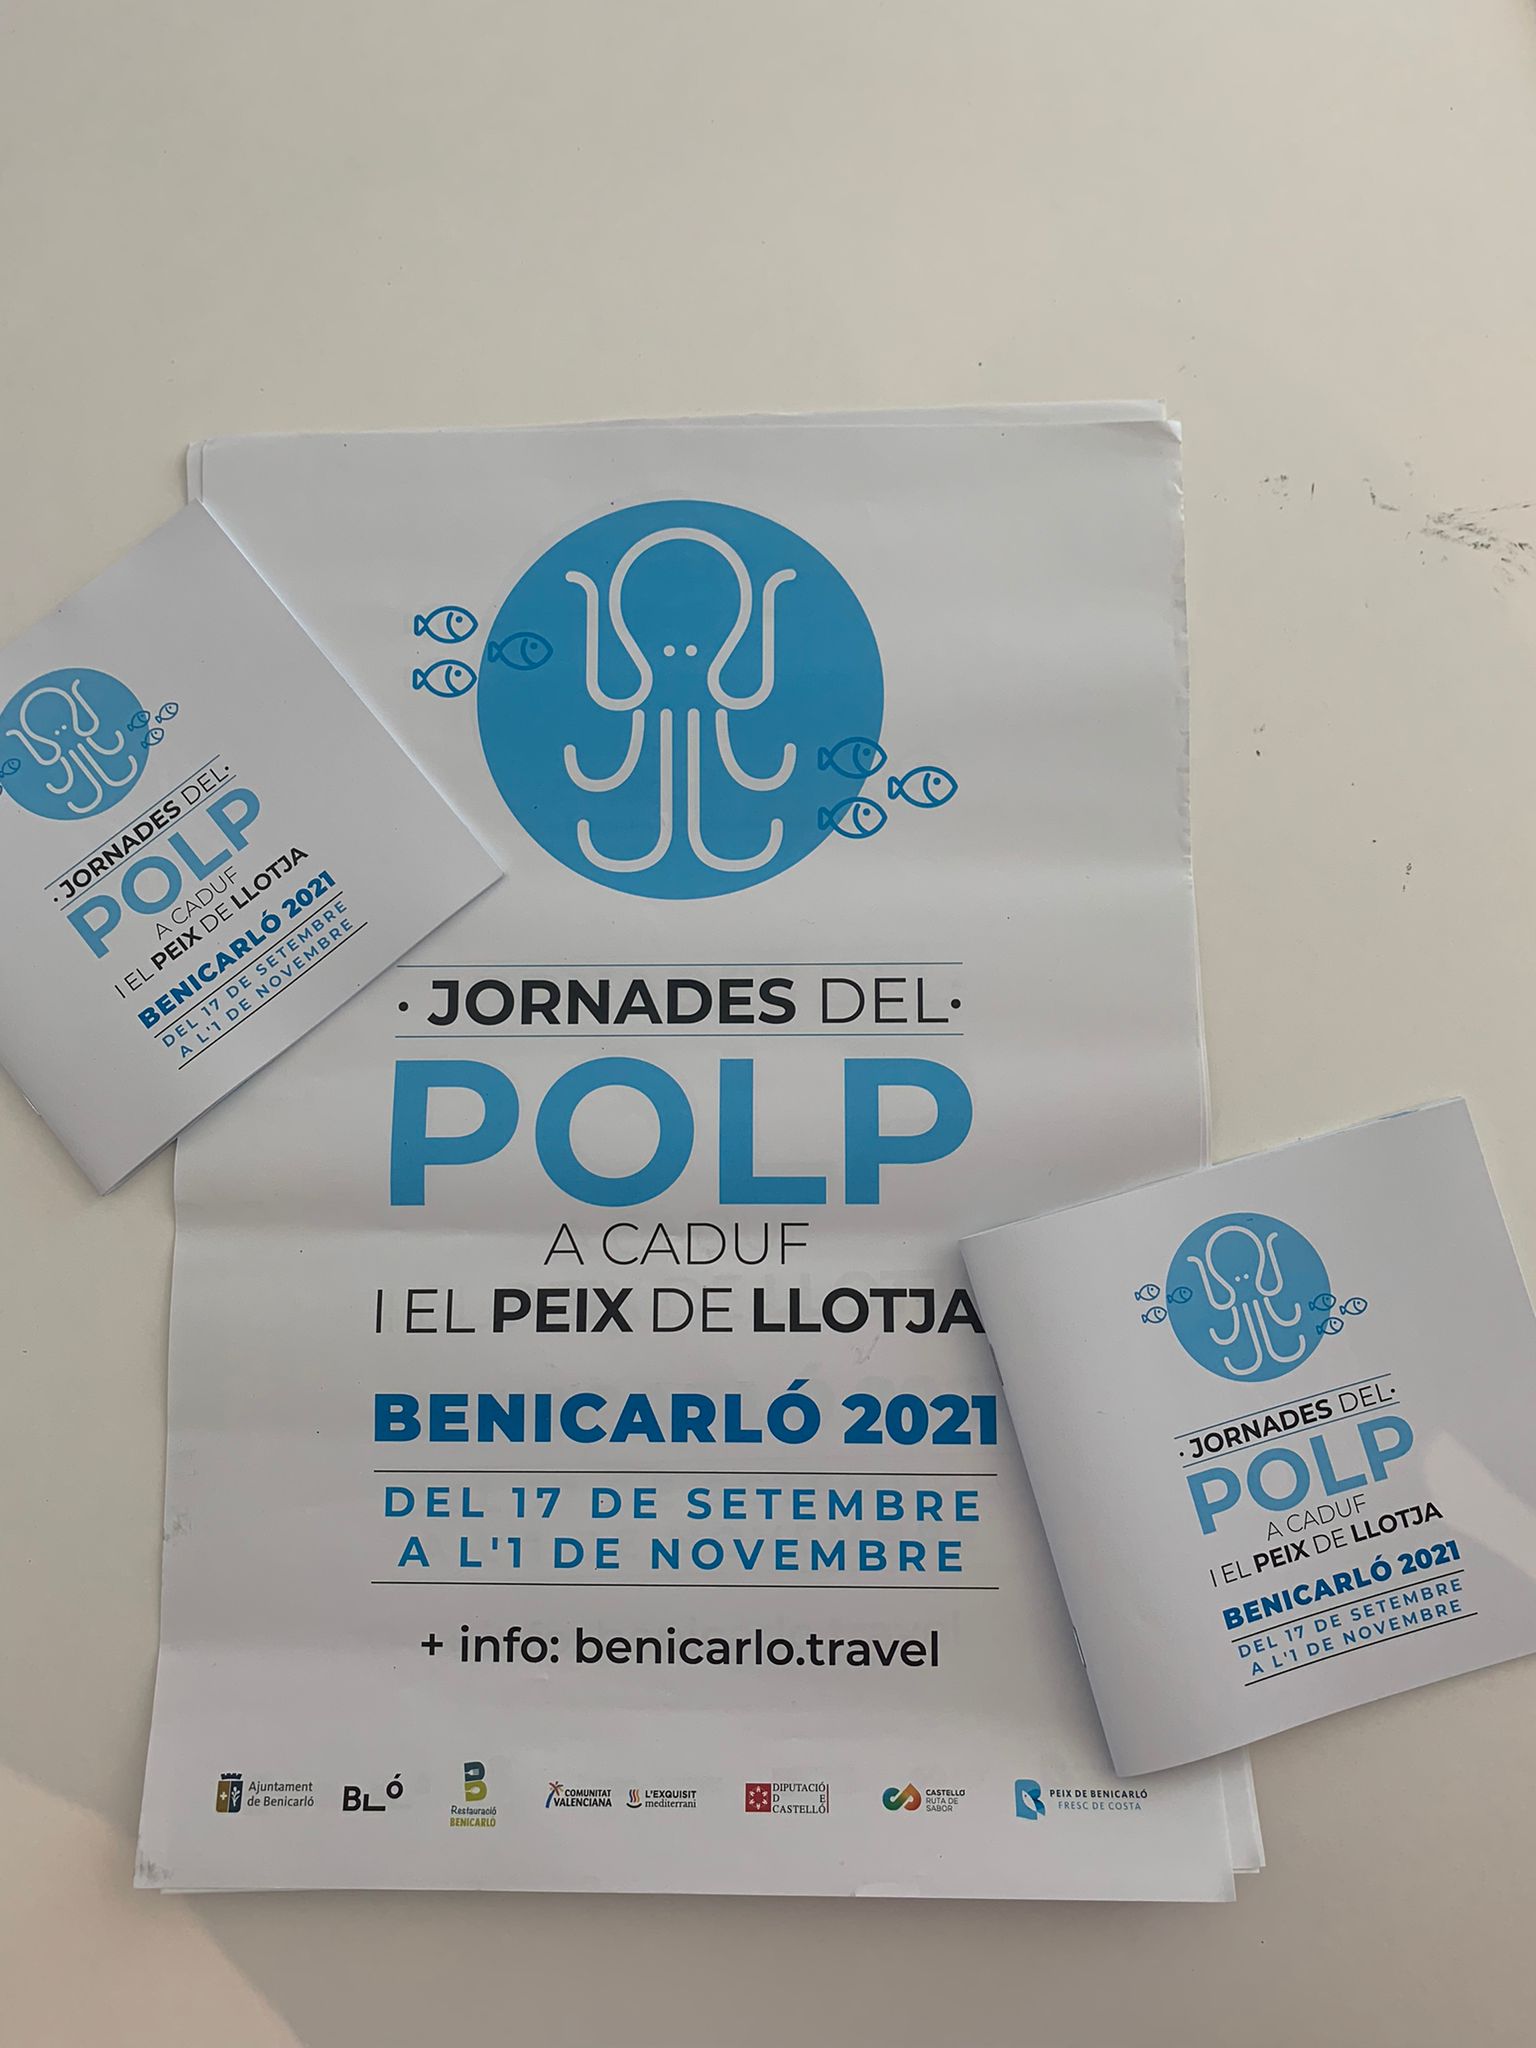 · JORNADES DEL ·
POLP
A CADUF
I EL PEIX DE LLOTJA
BENICARLÓ 2021
DEL 17 DE SETEMBRE
A L'1 DE NOVEMBRE
+ info: benicarlo.travel
Ajuntament
de Benicarló
BLÓ
Restauració
BENICARLÓ
COMUNITAT
VALENCIANA
L'EXQUISIT
mediterrani
DIPUTACIÓ
D E
CASTELLÓ
CASTELLÓ
RUTA DE
SABOR
PEIX DE BENICARLÓ
FRESC DE COSTA
· JORNADES DEL ·
POLP
A CADUF
I EL PEIX DE LLOTJA
BENICARLÓ 2021
DEL 17 DE SETEMBRE
A L'1 DE NOVEMBRE
· JORNADES DEL ·
POLP
A CADUF
I EL PEIX DE LLOTJA
BENICARLÓ 2021
DEL 17 DE SETEMBRE
A L'1 DE NOVEMBRE